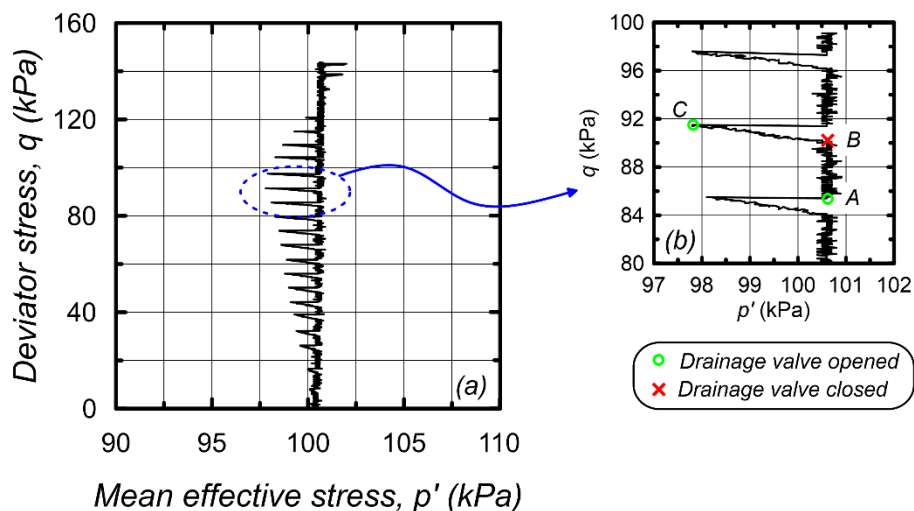 160
120
80
40
0
Deviator stress, q (kPa)
(a)
90
95
100
105
110
Mean effective stress, p' (kPa)
100
96
92
88
84
80
q (kPa)
C
B
A
(b)
97
98
99
100
101
102
p' (kPa)
Drainage valve opened
Drainage valve closed